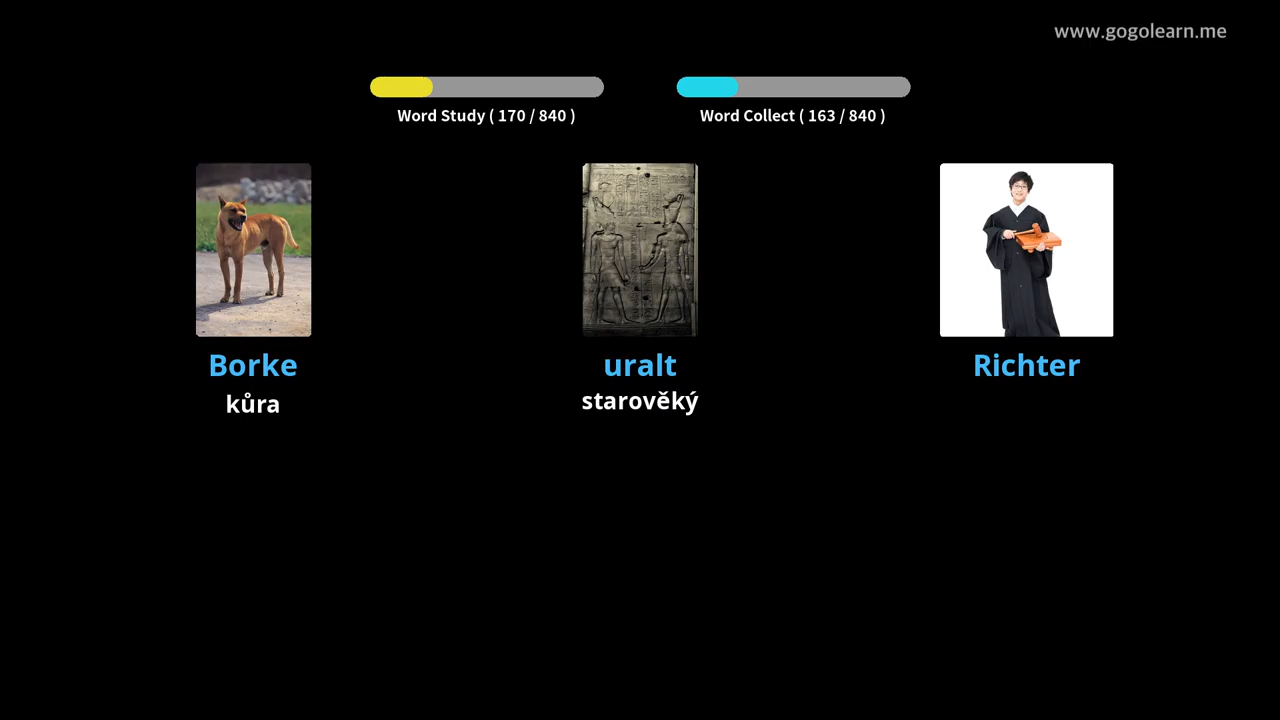 www.gogolearn.me
Word Study ( 170 / 840 )
Word Collect ( 163 / 840 )
Borke
uralt
Richter
kůra
starověký